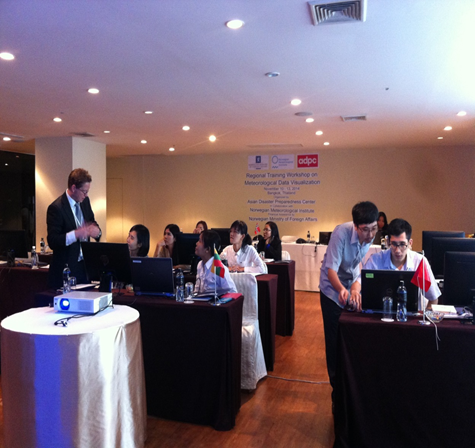 adpc
Regional Training Workshop on
Meteorological Data Visualization
Bangkok, Thailand
Asian Disaster Preparedness Center
Norwegian Meteorological Institute
Norwegian Ministry of Foreign Affairs